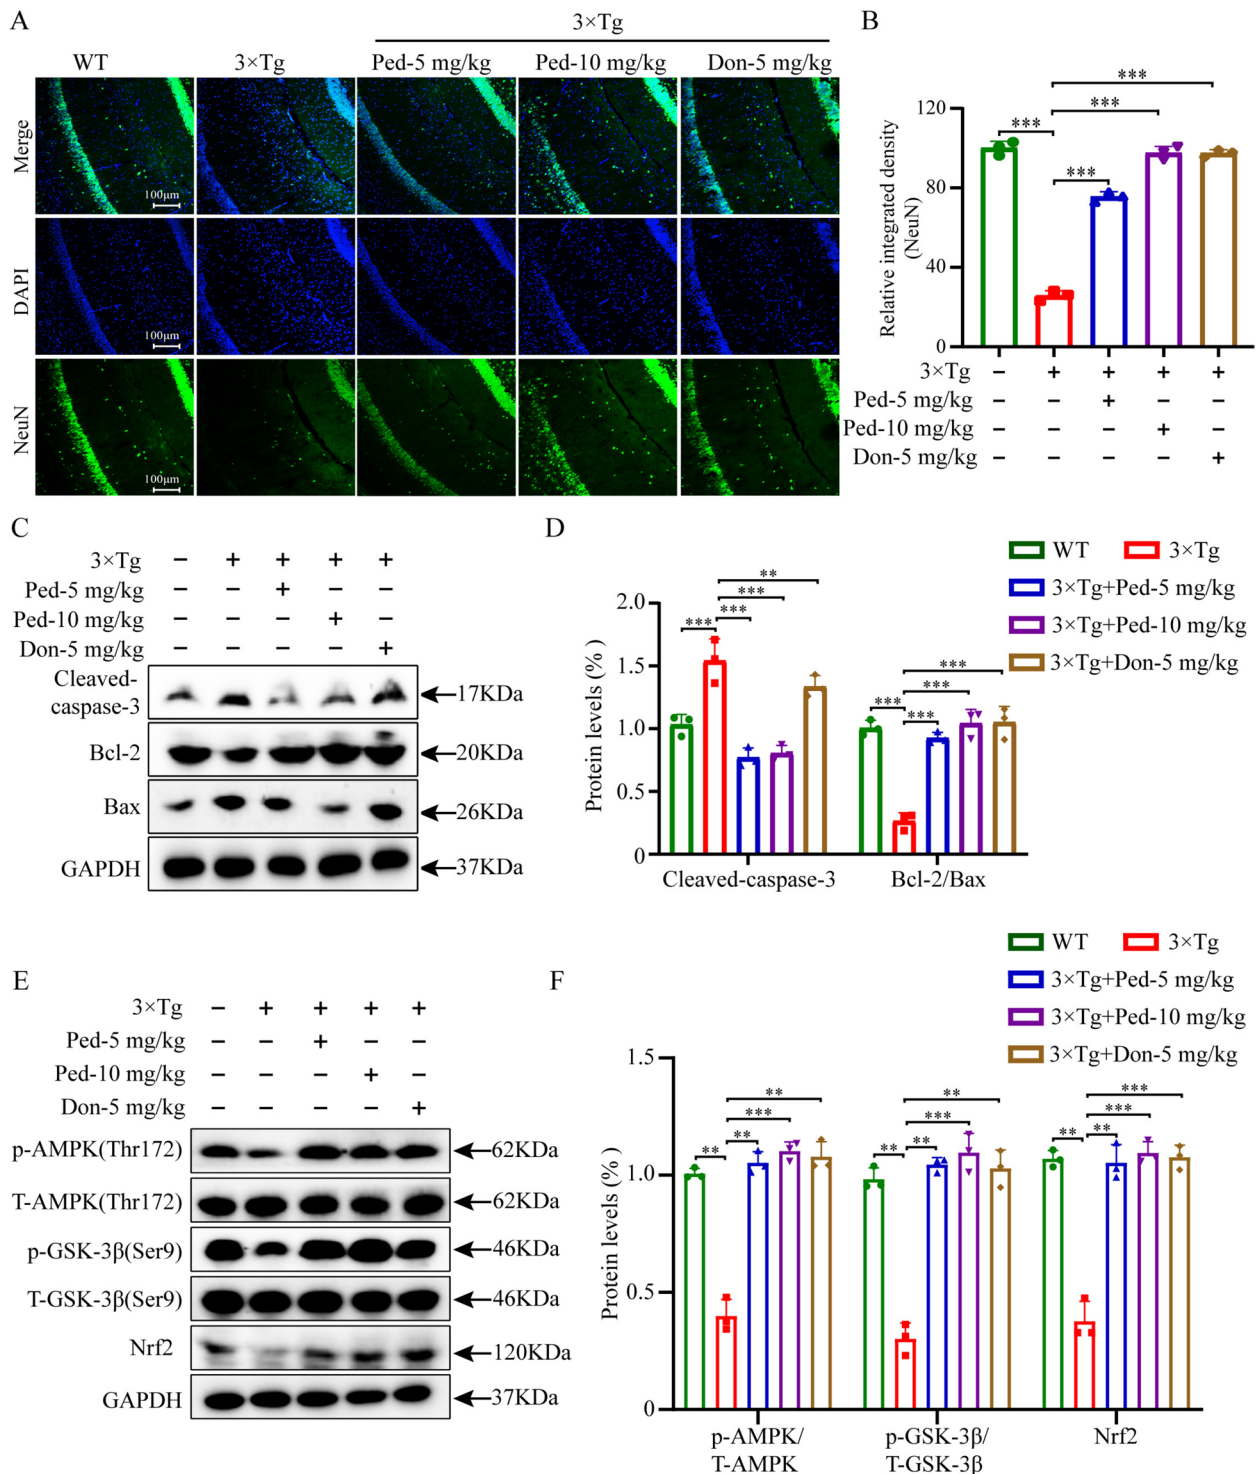 A
3×Tg
WT
3×Tg
Ped-5 mg/kg
Ped-10 mg/kg
Don-5 mg/kg
Merge
100μm
100μm
DAPI
100μm
NeuN
100μm
B
Relative integrated density
(NeuN)
120
80
40
0
***
***
***
***
3×Tg − + + + +
Ped-5 mg/kg − − + − −
Ped-10 mg/kg − − − + −
Don-5 mg/kg − − − − +
C
3×Tg − + + + +
Ped-5 mg/kg − − + − −
Ped-10 mg/kg − − − + −
Don-5 mg/kg − − − − +
Cleaved-
caspase-3
17KDa
Bcl-2
20KDa
Bax
26KDa
GAPDH
37KDa
D
WT
3×Tg
3×Tg+Ped-5 mg/kg
3×Tg+Ped-10 mg/kg
3×Tg+Don-5 mg/kg
Protein levels (%)
2.0
1.5
1.0
0.5
0
**
***
*** ***
***
***
*** ***
Cleaved-caspase-3
Bcl-2/Bax
E
3×Tg − + + + +
Ped-5 mg/kg − − + − −
Ped-10 mg/kg − − − + −
Don-5 mg/kg − − − − +
p-AMPK(Thr172)
62KDa
T-AMPK(Thr172)
62KDa
p-GSK-3β(Ser9)
46KDa
T-GSK-3β(Ser9)
46KDa
Nrf2
120KDa
GAPDH
37KDa
F
WT
3×Tg
3×Tg+Ped-5 mg/kg
3×Tg+Ped-10 mg/kg
3×Tg+Don-5 mg/kg
Protein levels (%)
1.5
1.0
0.5
0
**
***
** **
**
***
** **
***
***
** **
p-AMPK/
T-AMPK
p-GSK-3β/
T-GSK-3β
Nrf2